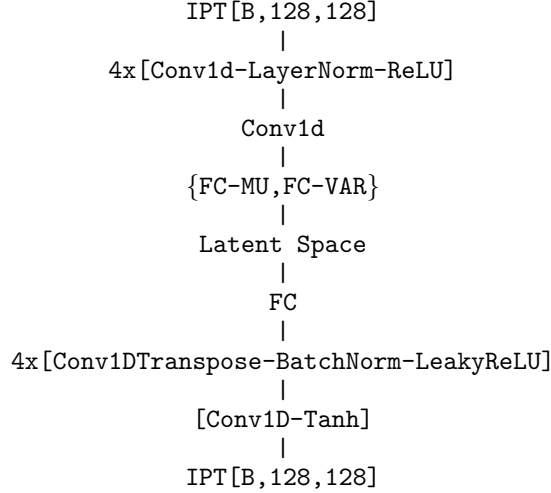 IPT[B,128,128]
|
4x[Conv1d-LayerNorm-ReLU]
|
Conv1d
|
{FC-MU,FC-VAR}
|
Latent Space
|
FC
|
4x[Conv1DTranspose-BatchNorm-LeakyReLU]
|
[Conv1D-Tanh]
|
IPT[B,128,128]